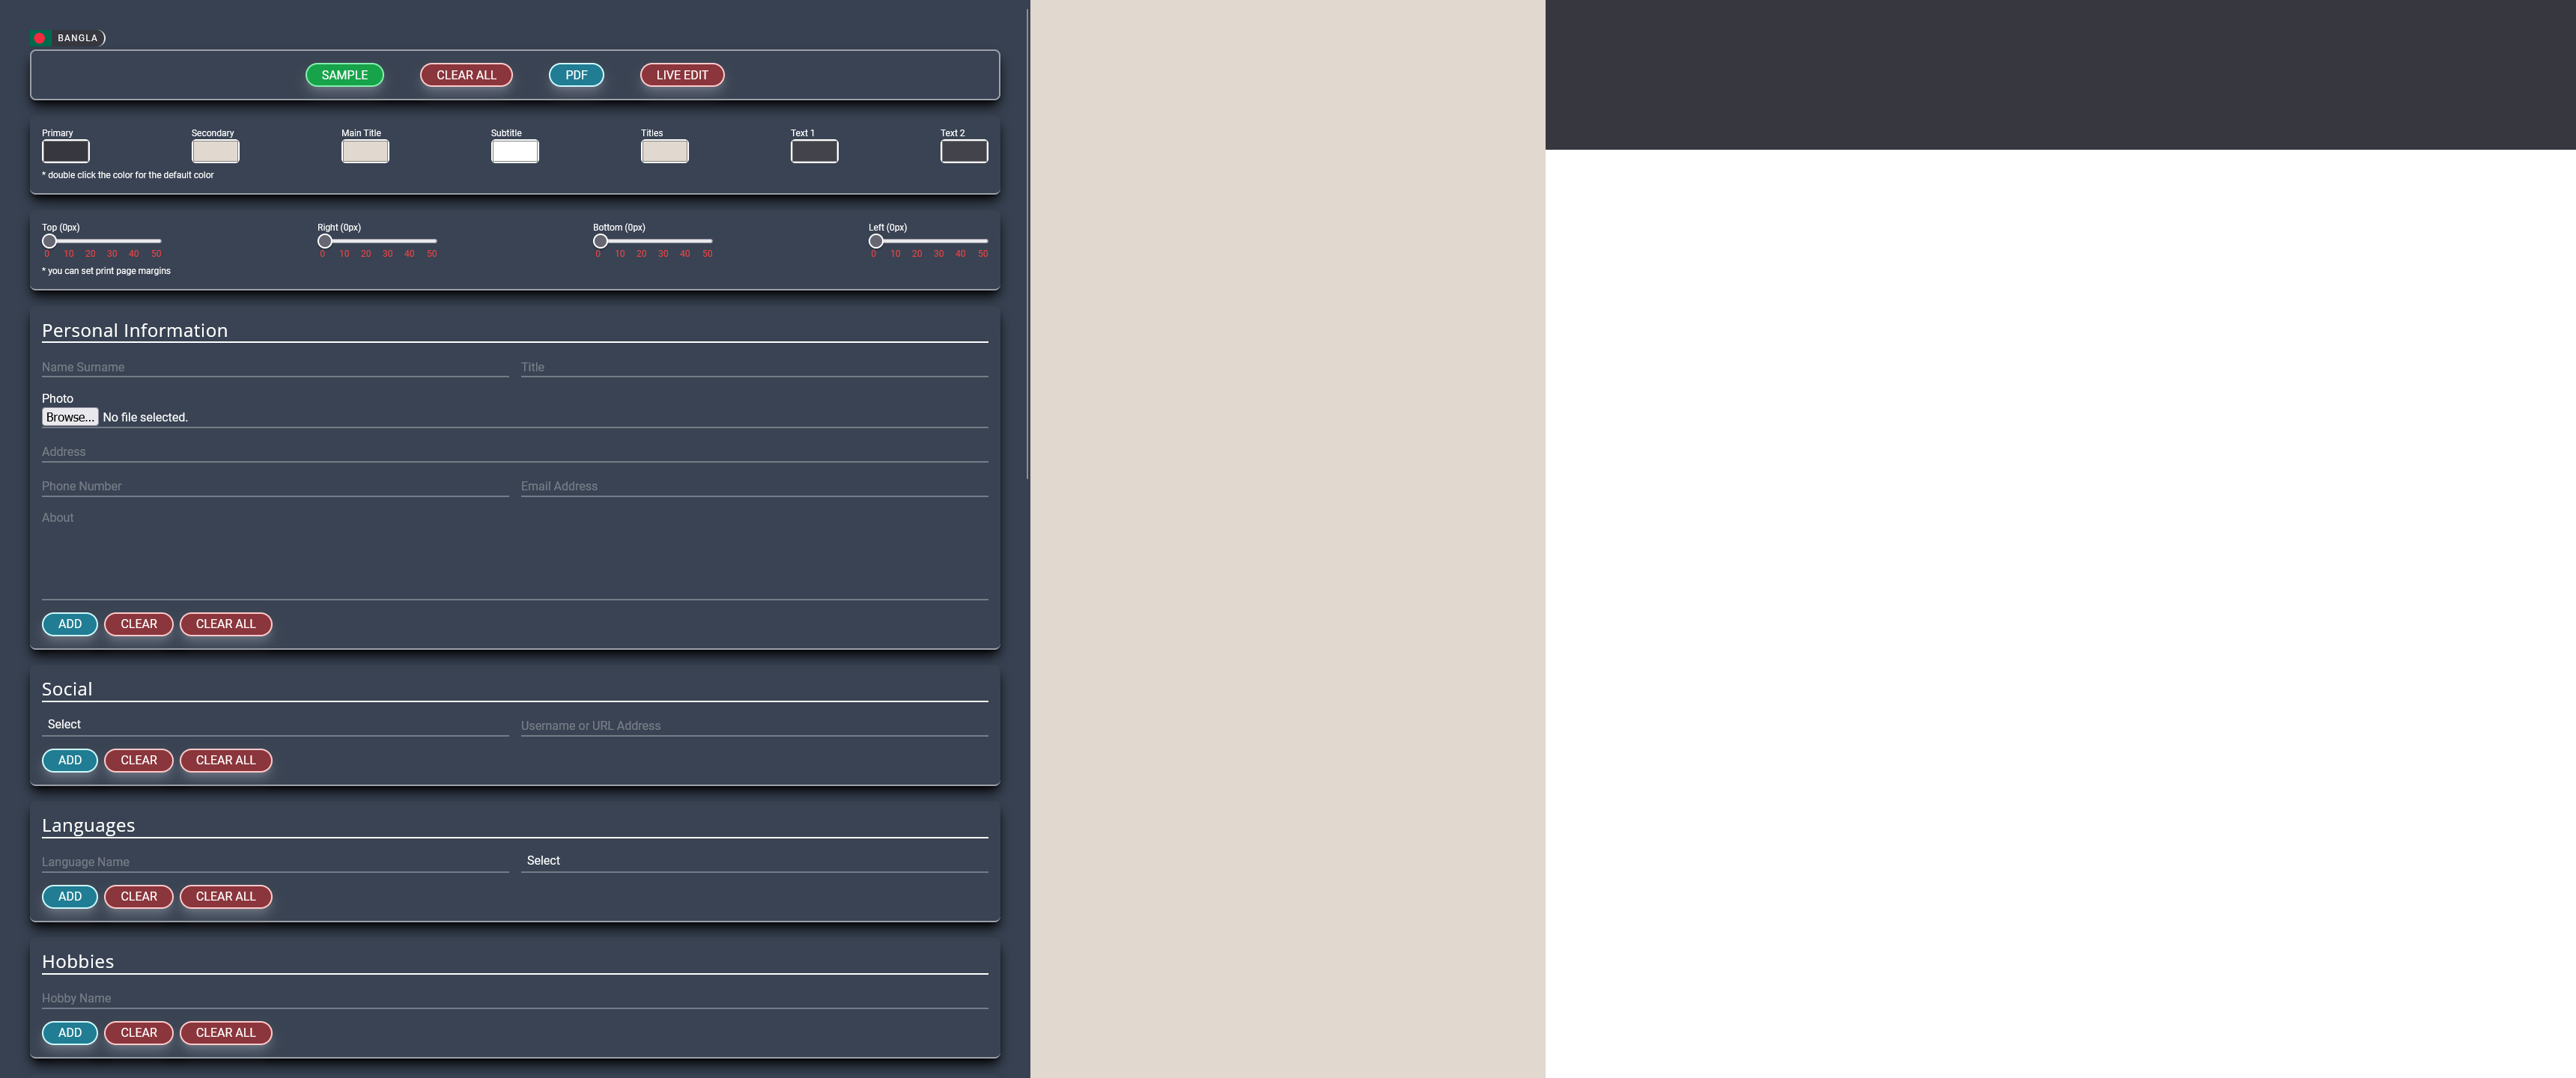 BANGLA
SAMPLE CLEAR ALL PDF LIVE EDIT
Primary Secondary Main Title Subtitle Titles Text 1 Text 2
* double click the color for the default color
Top (0px) Right (0px) Bottom (0px) Left (0px)
0 10 20 30 40 50 0 10 20 30 40 50 0 10 20 30 40 50 0 10 20 30 40 50
* you can set print page margins
Personal Information
Name Surname Title
Photo
Browse... No file selected.
Address
Phone Number Email Address
About
ADD CLEAR CLEAR ALL
Social
Select Username or URL Address
ADD CLEAR CLEAR ALL
Languages
Language Name Select
ADD CLEAR CLEAR ALL
Hobbies
Hobby Name
ADD CLEAR CLEAR ALL